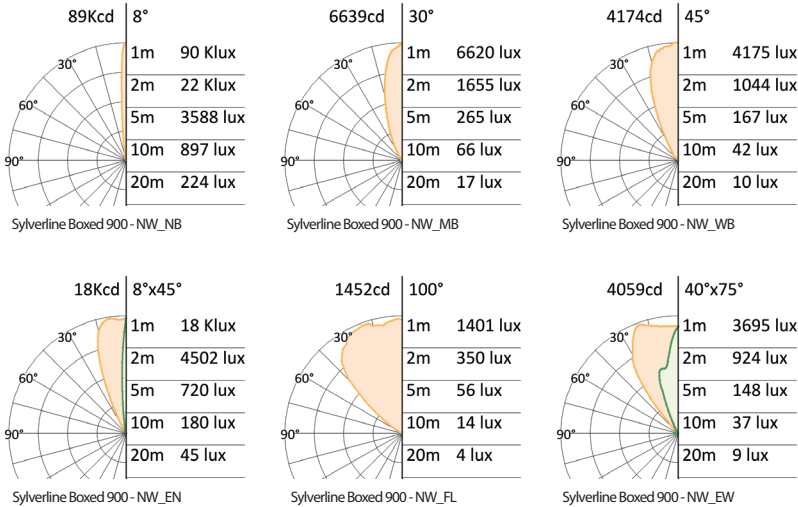 89Kcd 8°
30°
60°
90°
1m 90 Klux
2m 22 Klux
5m 3588 lux
10m 897 lux
20m 224 lux
Sylverline Boxed 900 - NW_NB
6639cd 30°
30°
60°
90°
1m 6620 lux
2m 1655 lux
5m 265 lux
10m 66 lux
20m 17 lux
Sylverline Boxed 900 - NW_MB
4174cd 45°
30°
60°
90°
1m 4175 lux
2m 1044 lux
5m 167 lux
10m 42 lux
20m 10 lux
Sylverline Boxed 900 - NW_WB
18Kcd 8°x45°
30°
60°
90°
1m 18 Klux
2m 4502 lux
5m 720 lux
10m 180 lux
20m 45 lux
Sylverline Boxed 900 - NW_EN
1452cd 100°
30°
60°
90°
1m 1401 lux
2m 350 lux
5m 56 lux
10m 14 lux
20m 4 lux
Sylverline Boxed 900 - NW_FL
4059cd 40°x75°
30°
60°
90°
1m 3695 lux
2m 924 lux
5m 148 lux
10m 37 lux
20m 9 lux
Sylverline Boxed 900 - NW_EW